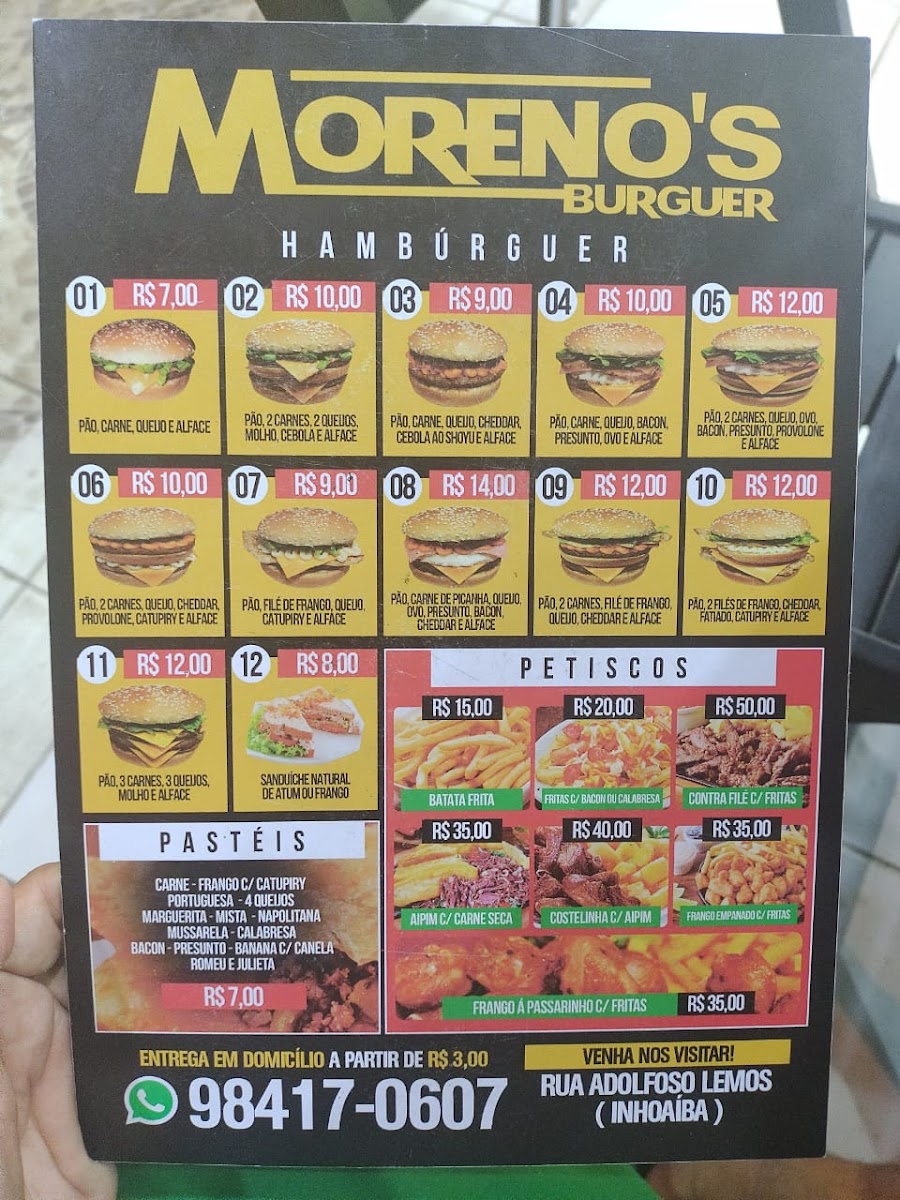 MORENO'S
BURGUER
HAMBÚRGUER
01 R$ 7,00
PÃO, CARNE, QUEIJO E ALFACE
02 R$ 10,00
PÃO, 2 CARNES, 2 QUEIJOS,
MOLHO, CEBOLA E ALFACE
03 R$ 9,00
PÃO, CARNE, QUEIJO, CHEDDAR,
CEBOLA AO SHOYU E ALFACE
04 R$ 10,00
PÃO, CARNE, QUEIJO, BACON,
PRESUNTO, OVO E ALFACE
05 R$ 12,00
PÃO, 2 CARNES, QUEIJO, OVO,
BACON, PRESUNTO, PROVOLONE
E ALFACE
06 R$ 10,00
PÃO, 2 CARNES, QUEIJO, CHEDDAR,
PROVOLONE, CATUPIRY E ALFACE
07 R$ 9,00
PÃO, FILÉ DE FRANGO, QUEIJO,
CATUPIRY E ALFACE
08 R$ 14,00
PÃO, CARNE DE PICANHA, QUEIJO,
OVO, PRESUNTO, BACON,
CHEDDAR E ALFACE
09 R$ 12,00
PÃO, 2 CARNES, FILÉ DE FRANGO,
QUEIJO, CHEDDAR E ALFACE
10 R$ 12,00
PÃO, 2 FILÉS DE FRANGO, CHEDDAR,
FATIADO, CATUPIRY E ALFACE
11 R$ 12,00
PÃO, 3 CARNES, 3 QUEIJOS,
MOLHO E ALFACE
12 R$ 8,00
SANDUÍCHE NATURAL
DE ATUM OU FRANGO
PETISCOS
R$ 15,00
BATATA FRITA
R$ 20,00
FRITAS C/ BACON OU CALABRESA
R$ 50,00
CONTRA FILÉ C/ FRITAS
R$ 35,00
AIPIM C/ CARNE SECA
R$ 40,00
COSTELINHA C/ AIPIM
R$ 35,00
FRANGO EMPANADO C/ FRITAS
FRANGO Á PASSARINHO C/ FRITAS R$ 35,00
PASTÉIS
CARNE - FRANGO C/ CATUPIRY
PORTUGUESA - 4 QUEIJOS
MARGUERITA - MISTA - NAPOLITANA
MUSSARELA - CALABRESA
BACON - PRESUNTO - BANANA C/ CANELA
ROMEU E JULIETA
R$ 7,00
ENTREGA EM DOMICÍLIO A PARTIR DE R$ 3,00
98417-0607
VENHA NOS VISITAR!
RUA ADOLFOSO LEMOS
( INHOAÍBA )